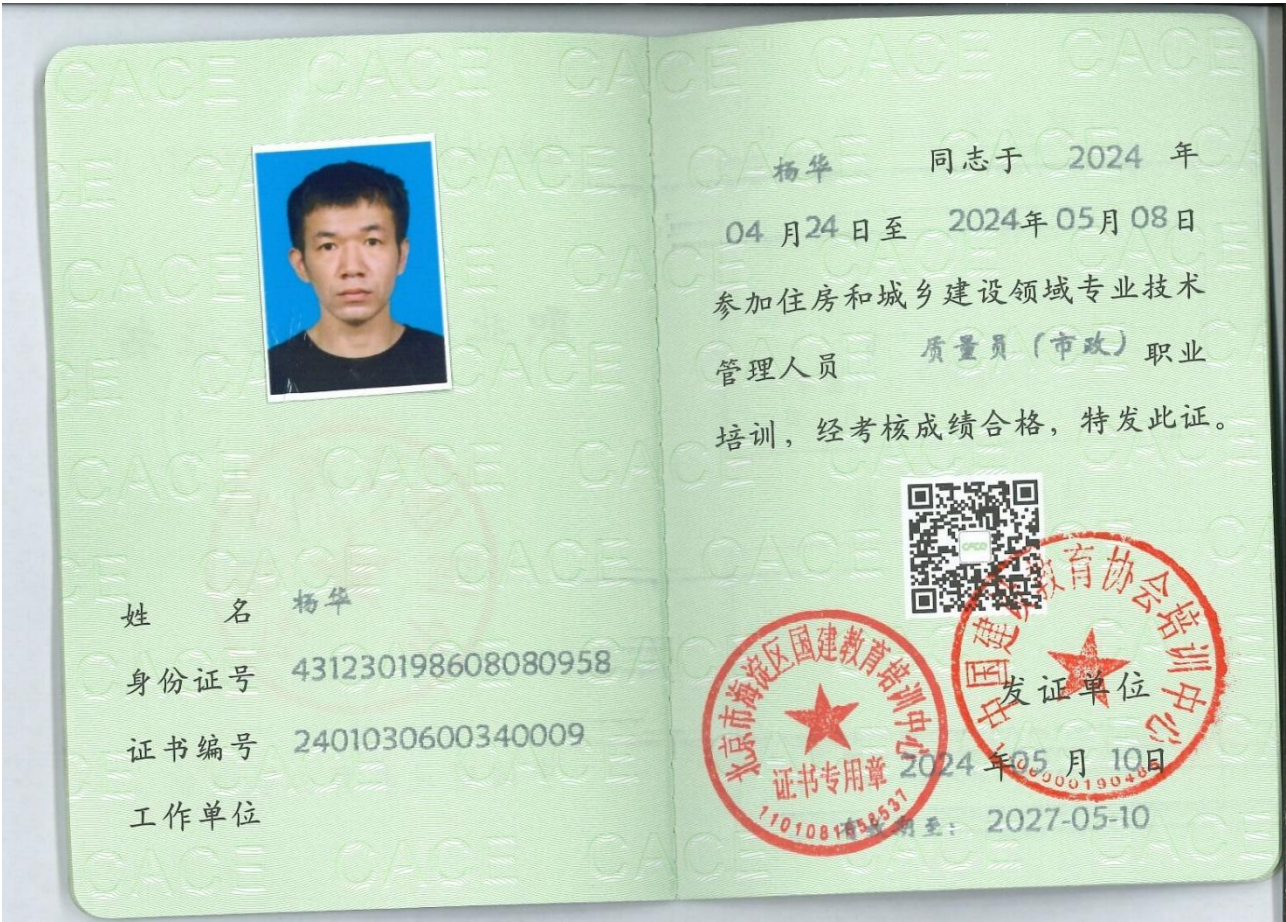 姓 名 杨华
身份证号 431230198608080958
证书编号 2401030600340009
工作单位
杨华 同志于 2024 年
04 月 24 日至 2024年 05月 08日
参加住房和城乡建设领域专业技术
管理人员 质量员（市政） 职业
培训，经考核成绩合格，特发此证。
CACE
中国建设教育协会培训中心
北京市海淀区国建教育培训中心
证书专用章
发证单位
2024 年 05 月 10日
有效期至： 2027-05-10